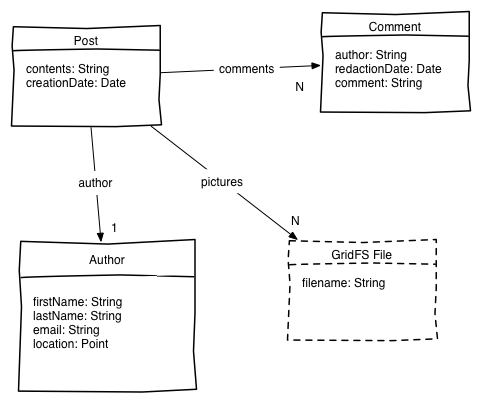 Post
contents: String
creationDate: Date
comments
N
Comment
author: String
redactionDate: Date
comment: String
author
1
pictures
N
Author
firstName: String
lastName: String
email: String
location: Point
GridFS File
filename: String